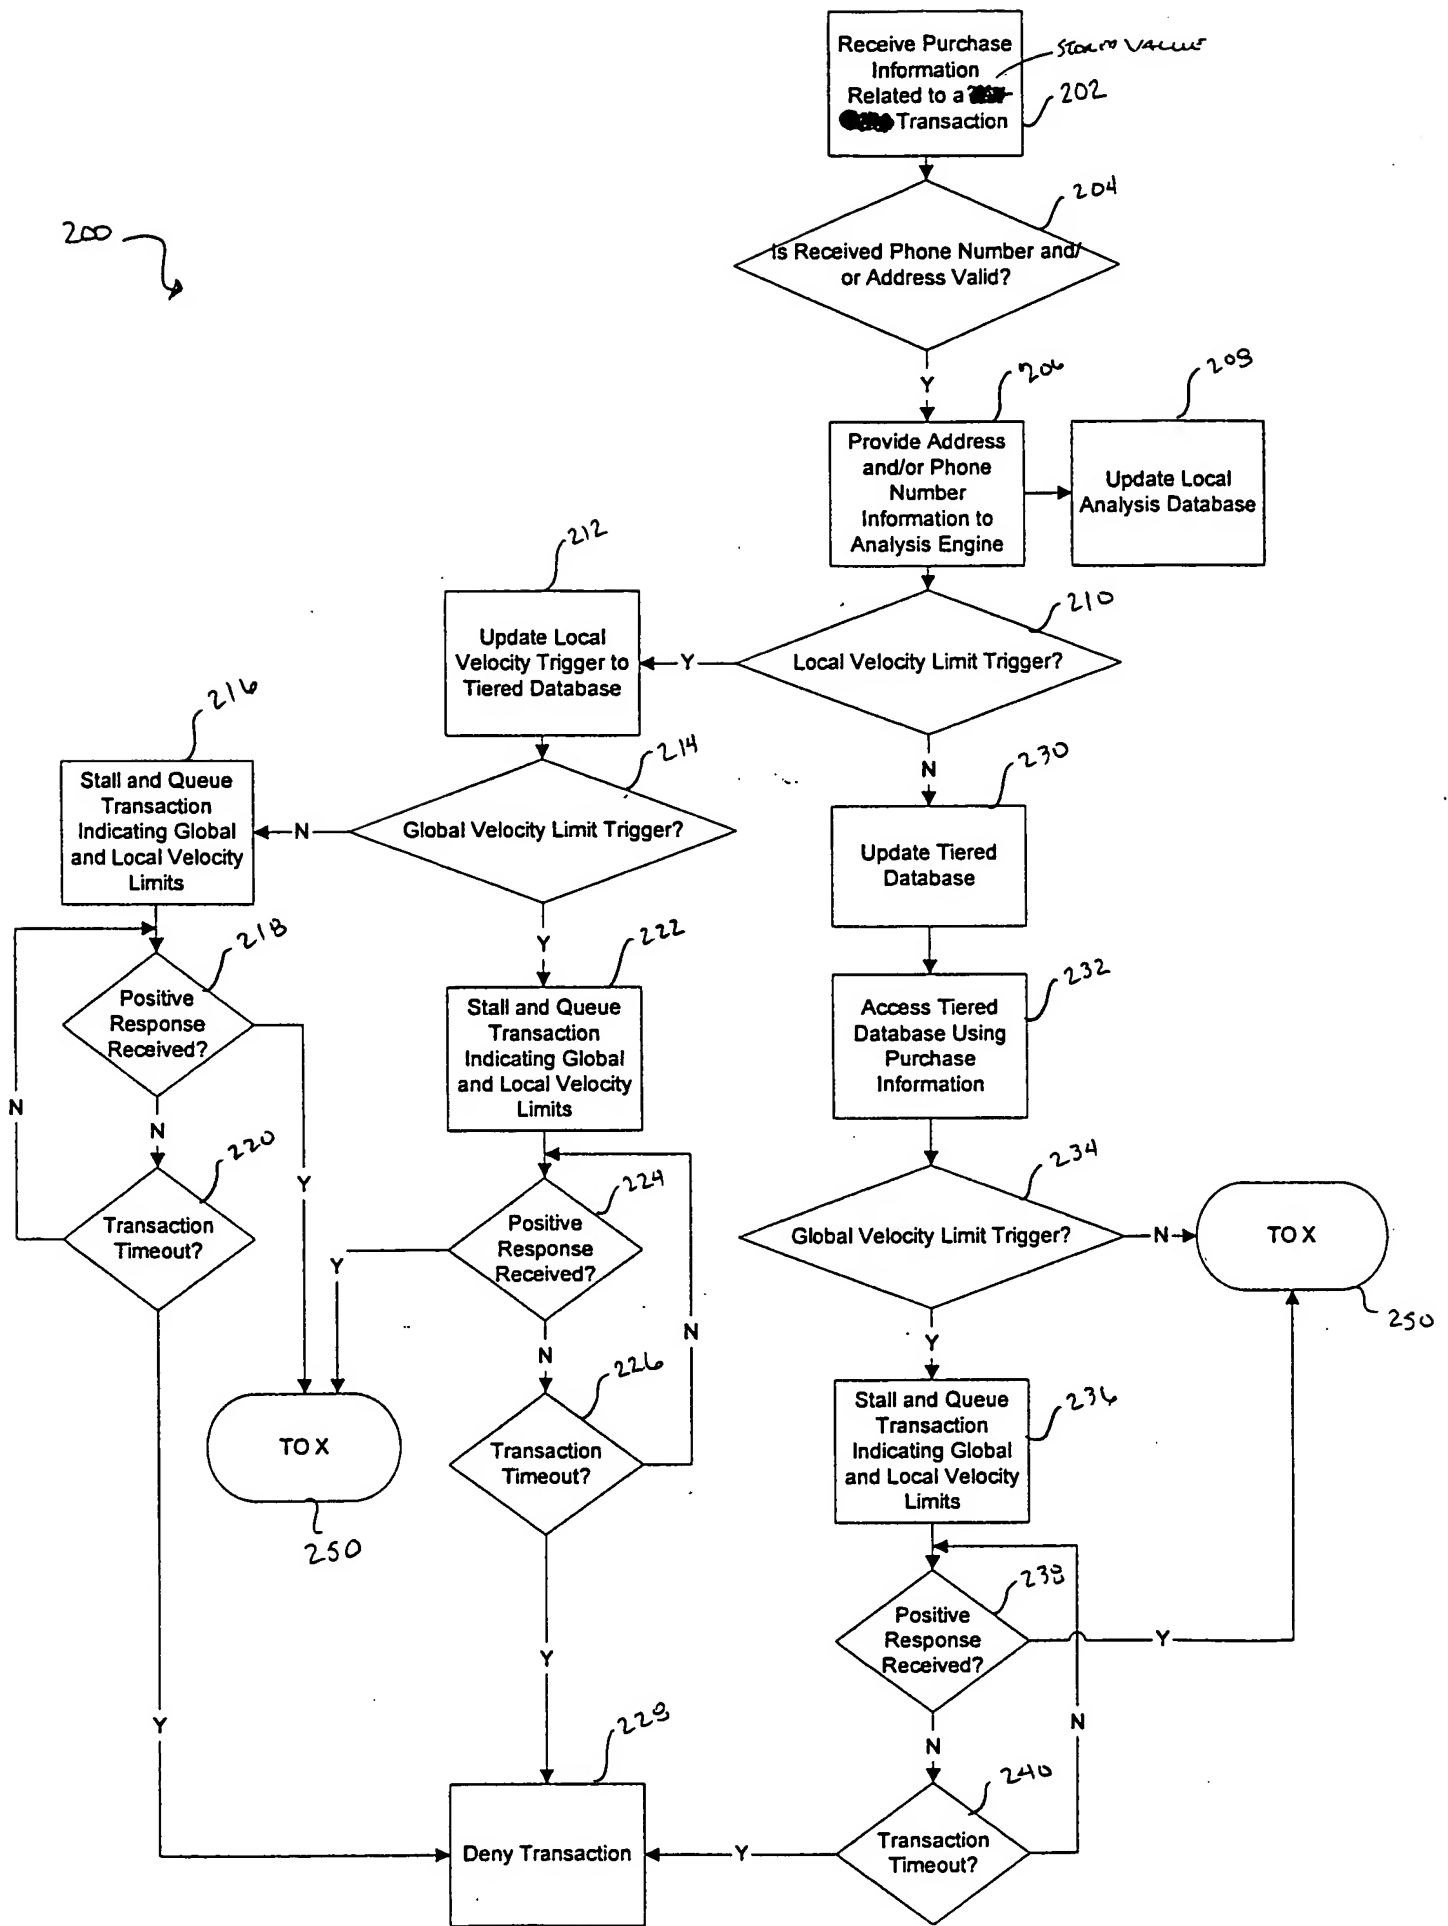 Receive Purchase
Information
Related to a
Transaction
VALUE
202
204
Is Received Phone Number and/
or Address Valid?
200
Y
206
208
Provide Address
and/or Phone
Number
Information to
Analysis Engine
Update Local
Analysis Database
212
210
Update Local
Velocity Trigger to
Tiered Database
Y
Local Velocity Limit Trigger?
216
214
N
230
Stall and Queue
Transaction
Indicating Global
and Local Velocity
Limits
N
Global Velocity Limit Trigger?
Update Tiered
Database
218
Y
222
232
Positive
Response
Received?
Stall and Queue
Transaction
Indicating Global
and Local Velocity
Limits
Access Tiered
Database Using
Purchase
Information
N
N
220
Y
224
234
Transaction
Timeout?
Positive
Response
Received?
Y
Global Velocity Limit Trigger?
N
TO X
250
N
N
Y
226
236
TO X
250
Transaction
Timeout?
Stall and Queue
Transaction
Indicating Global
and Local Velocity
Limits
238
Positive
Response
Received?
Y
Y
Y
N
N
228
240
Deny Transaction
Y
Transaction
Timeout?